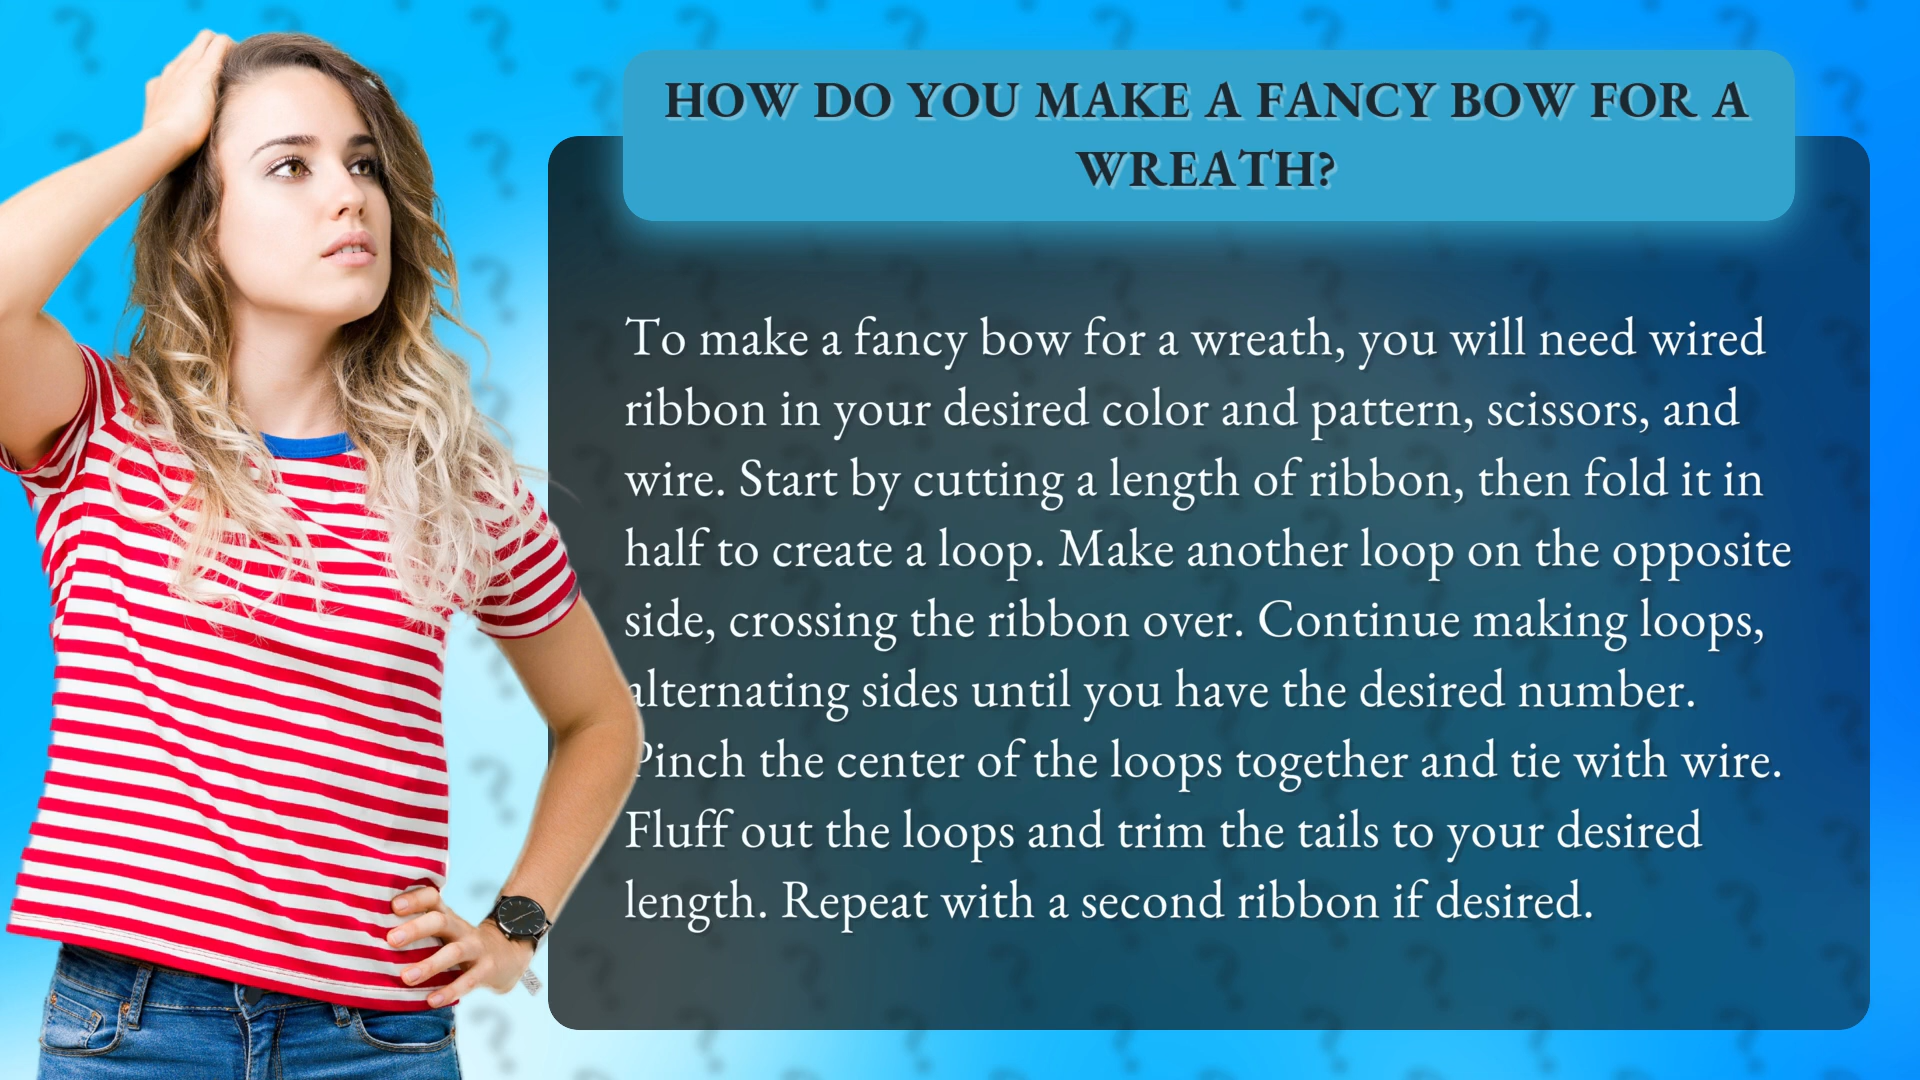 HOW DO YOU MAKE A FANCY BOW FOR A
WREATH?
To make a fancy bow for a wreath, you will need wired
ribbon in your desired color and pattern, scissors, and
wire. Start by cutting a length of ribbon, then fold it in
half to create a loop. Make another loop on the opposite
side, crossing the ribbon over. Continue making loops,
alternating sides until you have the desired number.
Pinch the center of the loops together and tie with wire.
Fluff out the loops and trim the tails to your desired
length. Repeat with a second ribbon if desired.